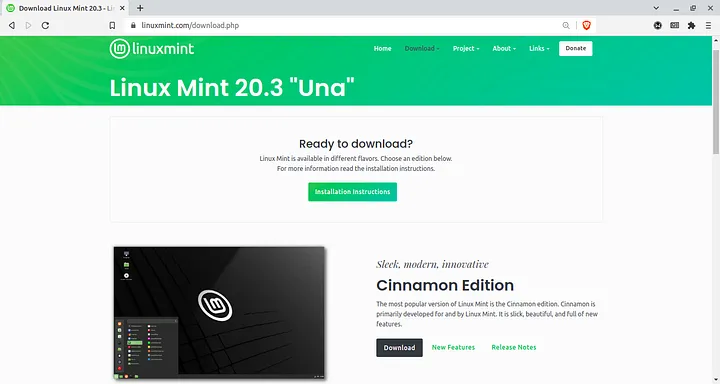 Download Linux Mint 20.3 - Li
linuxmint.com/download.php
linuxmint
Home
Download
Project
About
Links
Donate
Linux Mint 20.3 "Una"
Ready to download?
Linux Mint is available in different flavors. Choose an edition below.
For more information read the installation instructions.
Installation Instructions
Sleek, modern, innovative
Cinnamon Edition
The most popular version of Linux Mint is the Cinnamon edition. Cinnamon is
primarily developed for and by Linux Mint. It is slick, beautiful, and full of new
features.
Download
New Features
Release Notes